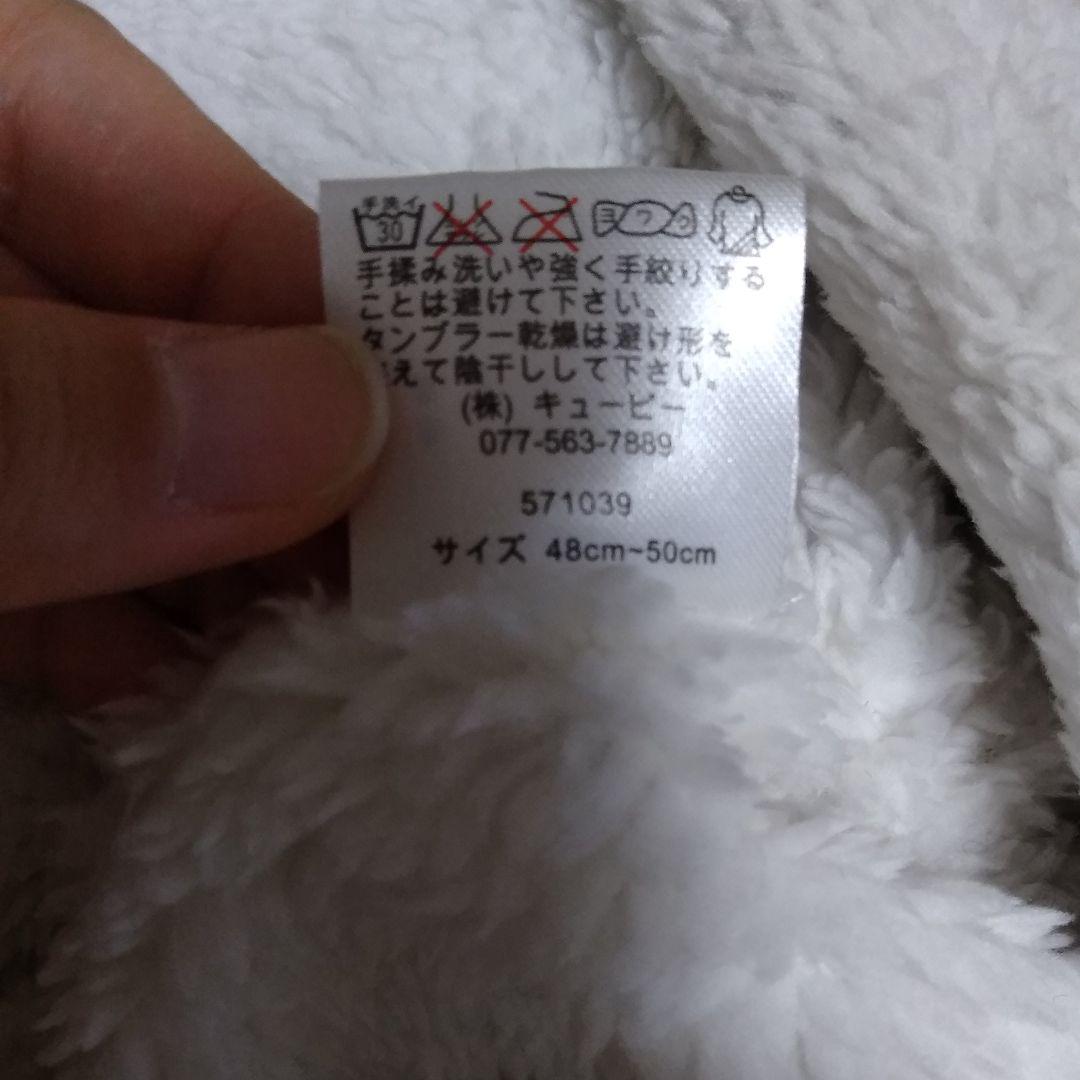 手洗イ
30
ヨワク
手揉み洗いや強く手絞りする
ことは避けて下さい。
タンブラー乾燥は避け形を
えて陰干しして下さい。
(株) キューピー
077-563-7889
571039
サイズ 48cm~50cm